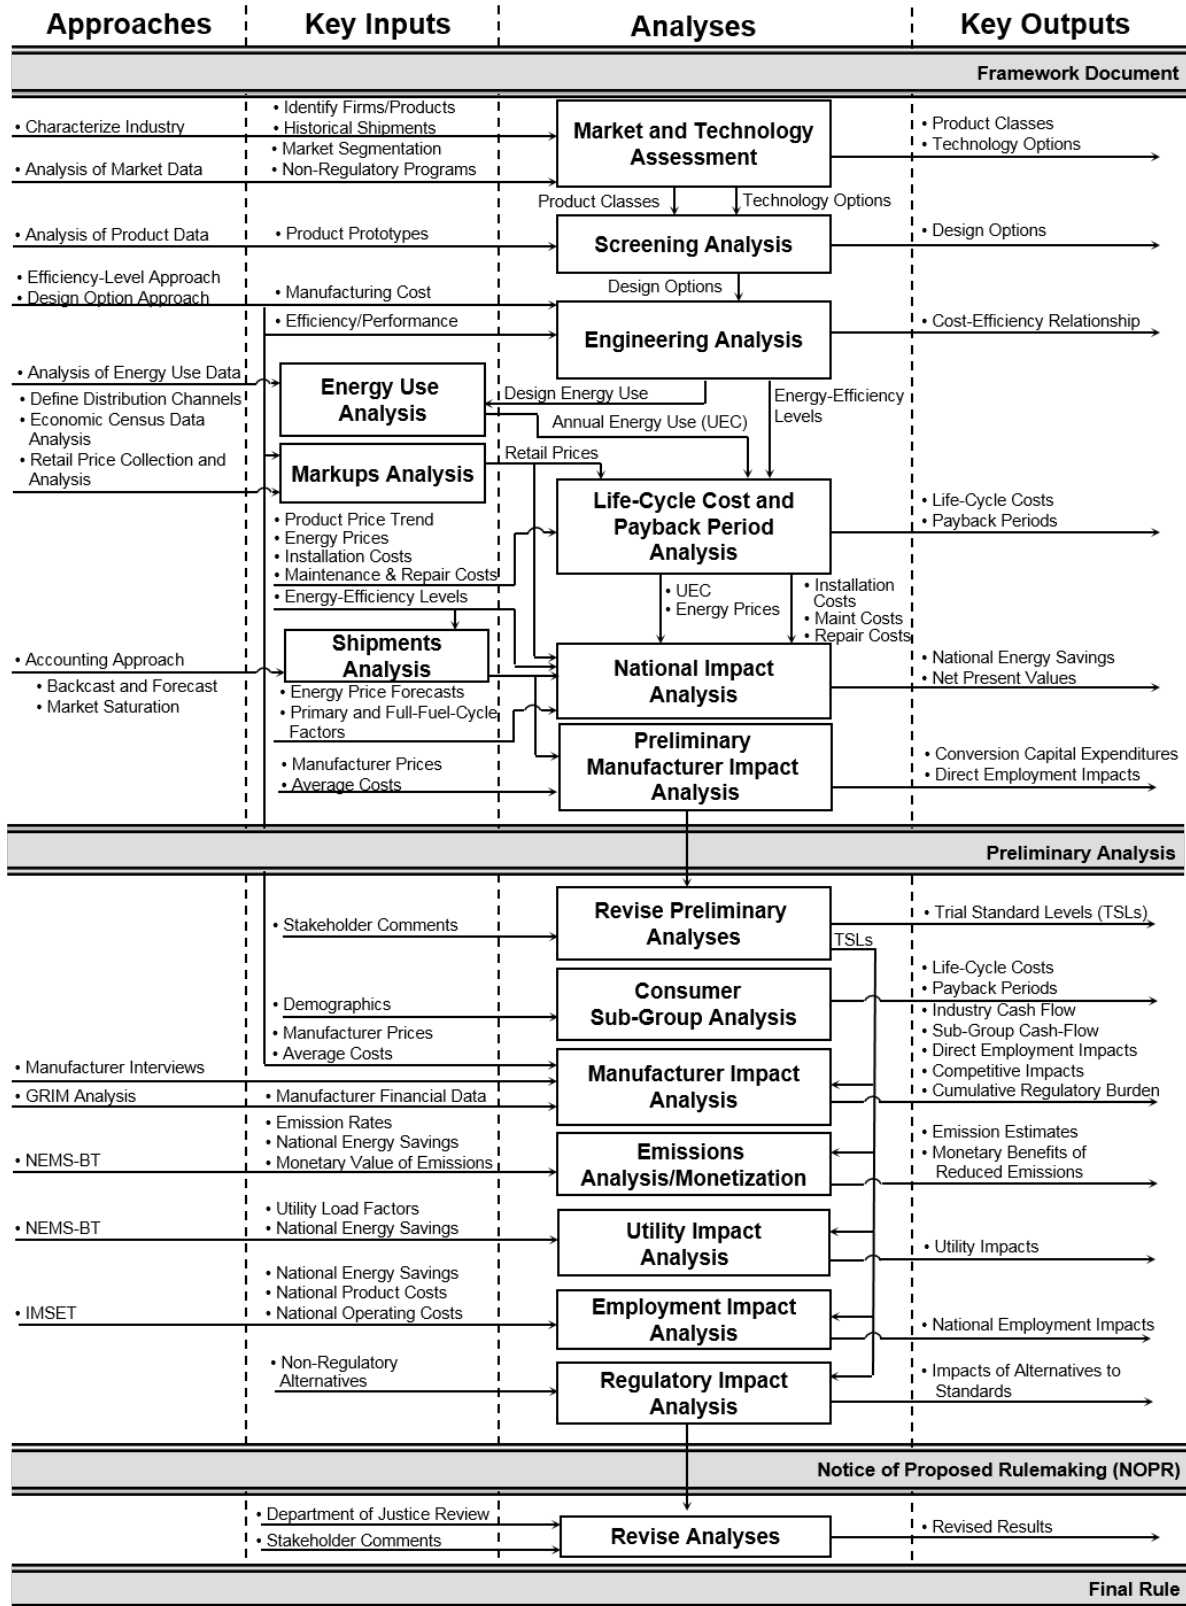 Approaches
Key Inputs
Analyses
Key Outputs
Framework Document
• Characterize Industry
• Analysis of Market Data
• Identify Firms/Products
• Historical Shipments
• Market Segmentation
• Non-Regulatory Programs
Market and Technology
Assessment
• Product Classes
• Technology Options
Product Classes
Technology Options
• Analysis of Product Data
• Product Prototypes
Screening Analysis
• Design Options
Design Options
• Efficiency-Level Approach
• Design Option Approach
• Manufacturing Cost
• Efficiency/Performance
Engineering Analysis
• Cost-Efficiency Relationship
• Analysis of Energy Use Data
Energy Use
Analysis
Design Energy Use
Annual Energy Use (UEC)
Energy-Efficiency
Levels
• Define Distribution Channels
• Economic Census Data
Analysis
• Retail Price Collection and
Analysis
Markups Analysis
Retail Prices
• Product Price Trend
• Energy Prices
• Installation Costs
• Maintenance & Repair Costs
Life-Cycle Cost and
Payback Period
Analysis
• Life-Cycle Costs
• Payback Periods
• UEC
• Energy Prices
• Installation
Costs
• Maint Costs
• Repair Costs
• Energy-Efficiency Levels
• Accounting Approach
• Backcast and Forecast
• Market Saturation
Shipments
Analysis
• Energy Price Forecasts
• Primary and Full-Fuel-Cycle
Factors
National Impact
Analysis
• National Energy Savings
• Net Present Values
• Manufacturer Prices
• Average Costs
Preliminary
Manufacturer Impact
Analysis
• Conversion Capital Expenditures
• Direct Employment Impacts
Preliminary Analysis
• Stakeholder Comments
Revise Preliminary
Analyses
• Trial Standard Levels (TSLs)
TSLs
• Demographics
Consumer
Sub-Group Analysis
• Life-Cycle Costs
• Payback Periods
• Manufacturer Interviews
• GRIM Analysis
• Manufacturer Prices
• Average Costs
• Manufacturer Financial Data
Manufacturer Impact
Analysis
• Industry Cash Flow
• Sub-Group Cash-Flow
• Direct Employment Impacts
• Competitive Impacts
• Cumulative Regulatory Burden
• NEMS-BT
• Emission Rates
• National Energy Savings
• Monetary Value of Emissions
Emissions
Analysis/Monetization
• Emission Estimates
• Monetary Benefits of
Reduced Emissions
• NEMS-BT
• Utility Load Factors
• National Energy Savings
Utility Impact
Analysis
• Utility Impacts
• IMSET
• National Energy Savings
• National Product Costs
• National Operating Costs
Employment Impact
Analysis
• National Employment Impacts
• Non-Regulatory
Alternatives
Regulatory Impact
Analysis
• Impacts of Alternatives to
Standards
Notice of Proposed Rulemaking (NOPR)
• Department of Justice Review
• Stakeholder Comments
Revise Analyses
• Revised Results
Final Rule